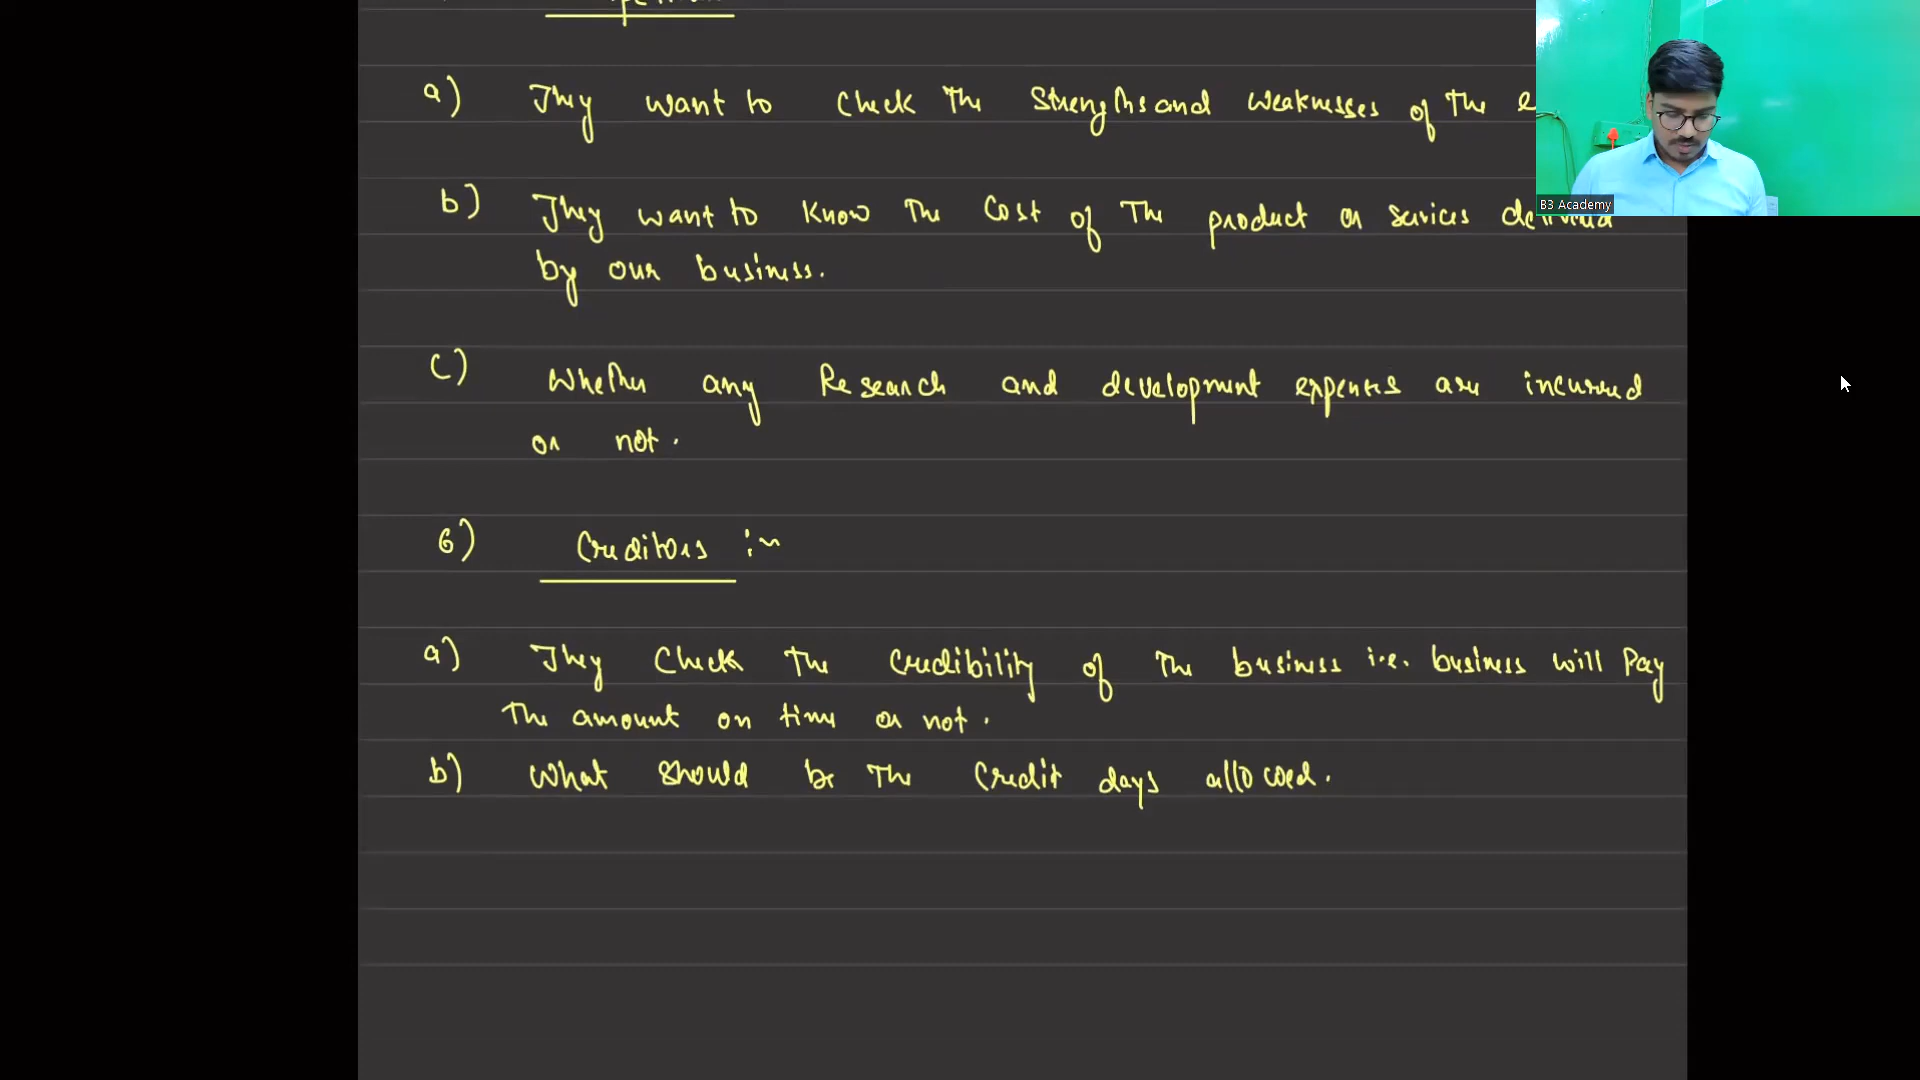 a) They want to check the strengths and weaknesses of the
b) They want to know the cost of the product or services delivered
by our business.
c) Whether any Research and development expenses are incurred
or not.
6) Creditors :~
a) They check the credibility of the business i.e. business will pay
the amount on time or not.
b) What should be the credit days allowed.
B3 Academy